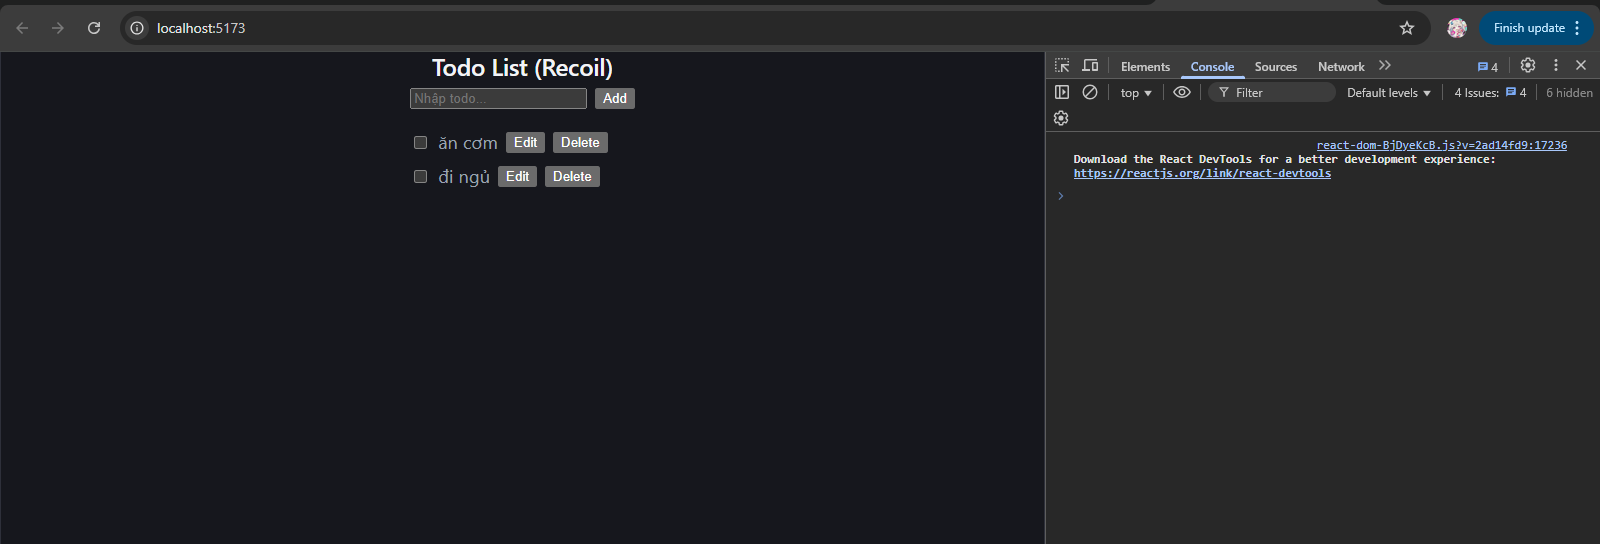 localhost:5173
Finish update
Todo List (Recoil)
Nhập todo...
Add
ăn cơm Edit Delete
đi ngủ Edit Delete
Elements Console Sources Network 4
top Filter Default levels 4 Issues: 4 6 hidden
react-dom-BjDyeKcB.js?v=2ad14fd9:17236
Download the React DevTools for a better development experience:
https://reactjs.org/link/react-devtools